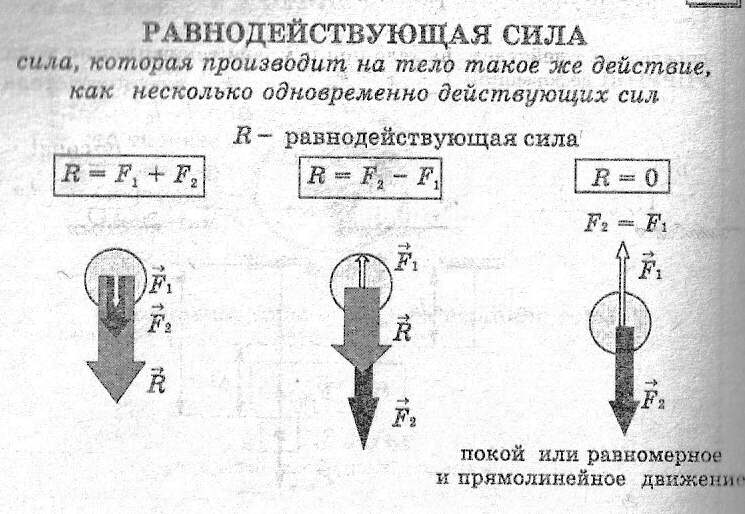 РАВНОДЕЙСТВУЮЩАЯ СИЛА
сила, которая производит на тело такое же действие,
как несколько одновременно действующих сил
R – равнодействующая сила
R = F₁ + F₂
R = F₂ – F₁
R = 0
F₂ = F₁
F₁
F₂
R
F₁
R
F₂
F₁
F₂
покой или равномерное
и прямолинейное движение